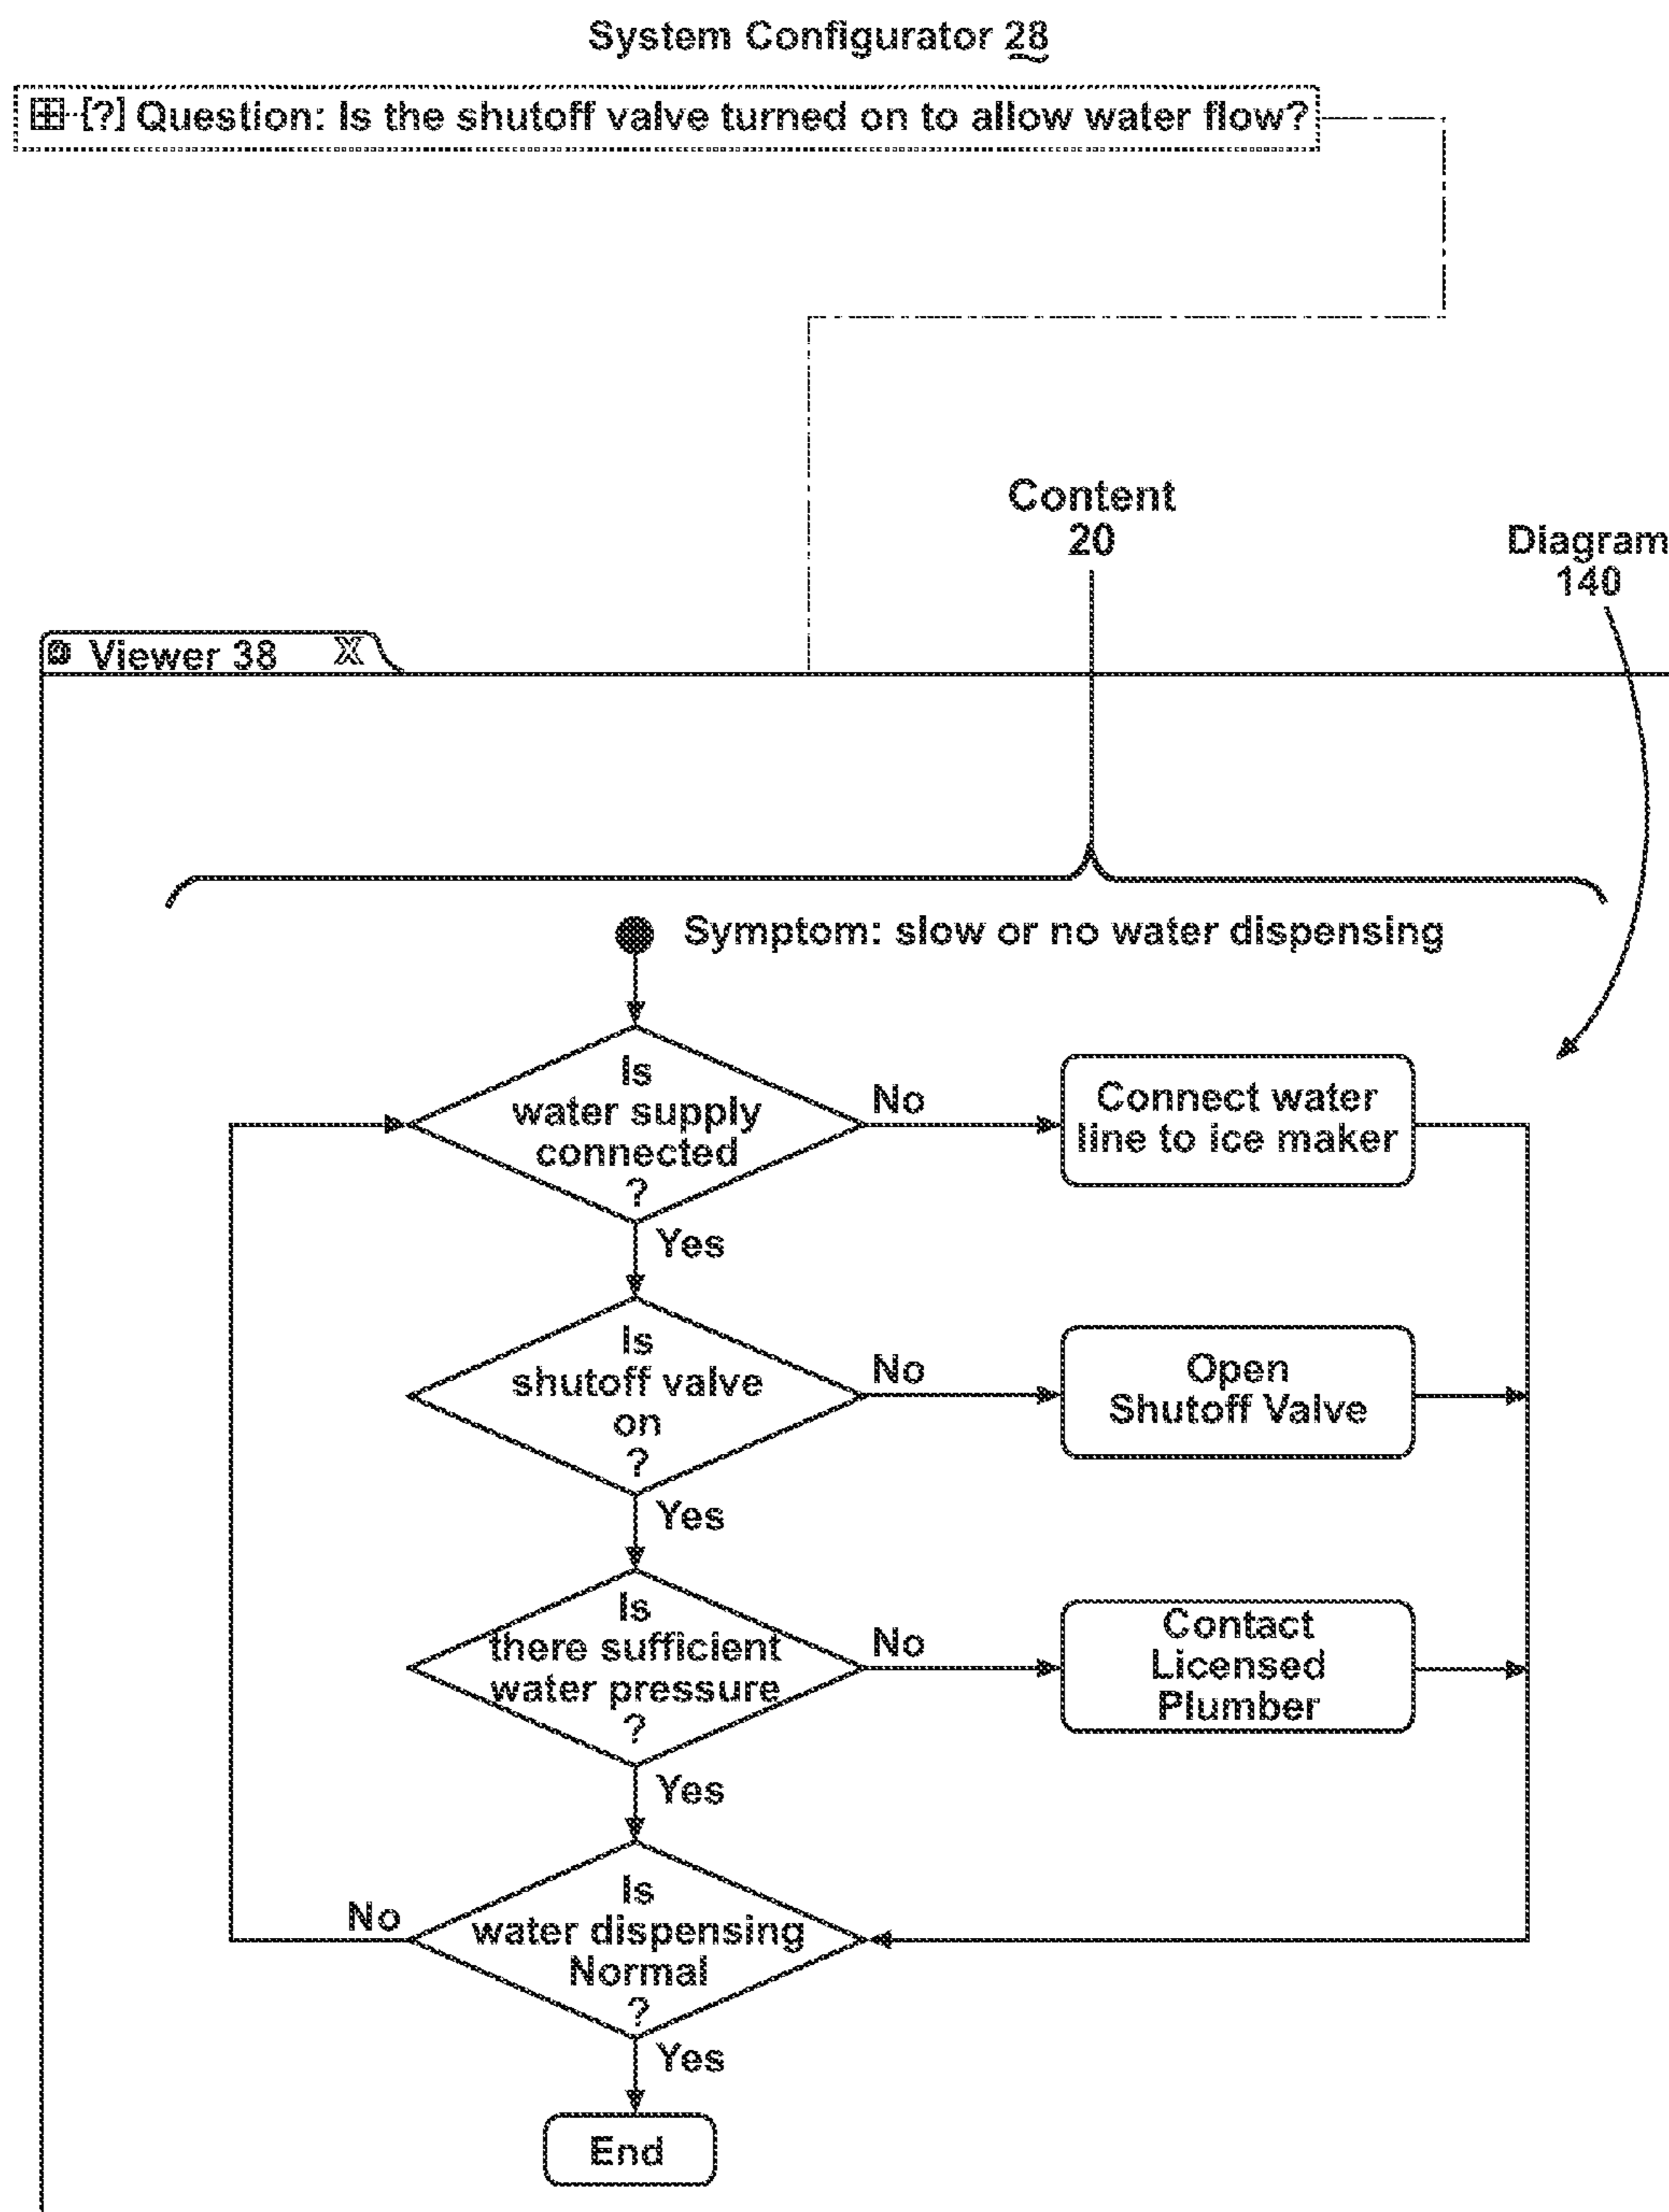 System Configurator 28
[?] Question: Is the shutoff valve turned on to allow water flow?
Content
20
Diagram
140
Viewer 38 X
Symptom: slow or no water dispensing
Is
water supply
connected
?
No
Connect water
line to ice maker
Yes
Is
shutoff valve
on
?
No
Open
Shutoff Valve
Yes
Is
there sufficient
water pressure
?
No
Contact
Licensed
Plumber
Yes
Is
water dispensing
Normal
?
No
Yes
End